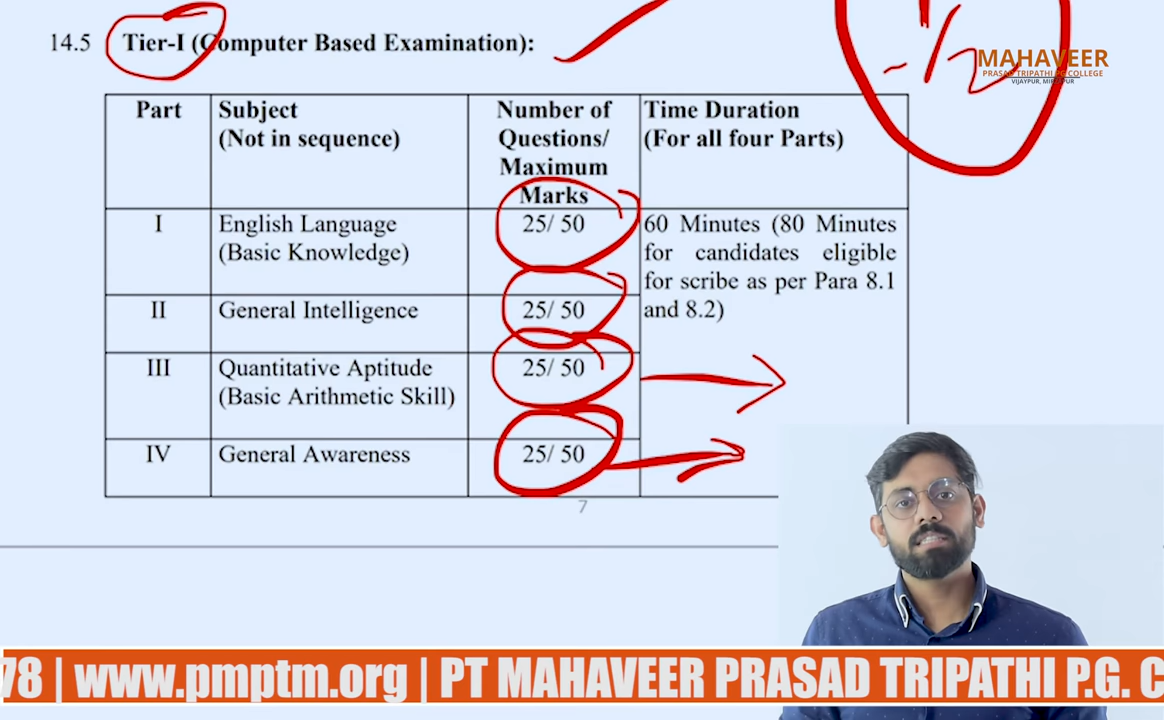 14.5 Tier-I (Computer Based Examination):
-1/2
MAHAVEER
PRASAD TRIPATHI P.G COLLEGE
VIJAYPUR, MIRZAPUR
Part
Subject
(Not in sequence)
Number of
Questions/
Maximum
Marks
Time Duration
(For all four Parts)
I
English Language
(Basic Knowledge)
25/ 50
60 Minutes (80 Minutes
for candidates eligible
for scribe as per Para 8.1
and 8.2)
II
General Intelligence
25/ 50
III
Quantitative Aptitude
(Basic Arithmetic Skill)
25/ 50
IV
General Awareness
25/ 50
7
78 | www.pmptm.org | PT MAHAVEER PRASAD TRIPATHI P.G. C